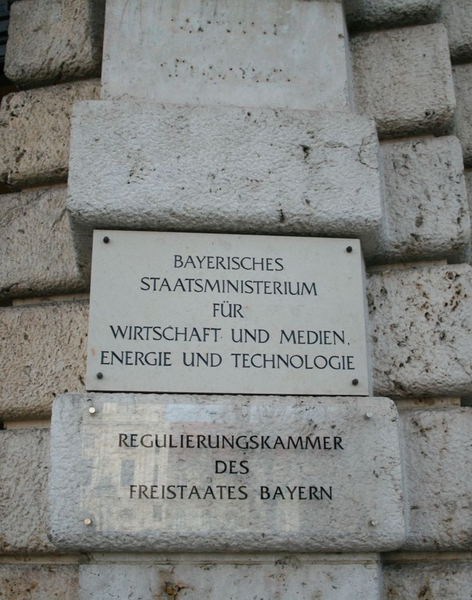 BAYERISCHES
STAATSMINISTERIUM
FÜR
WIRTSCHAFT UND MEDIEN,
ENERGIE UND TECHNOLOGIE
REGULIERUNGSKAMMER
DES
FREISTAATES BAYERN